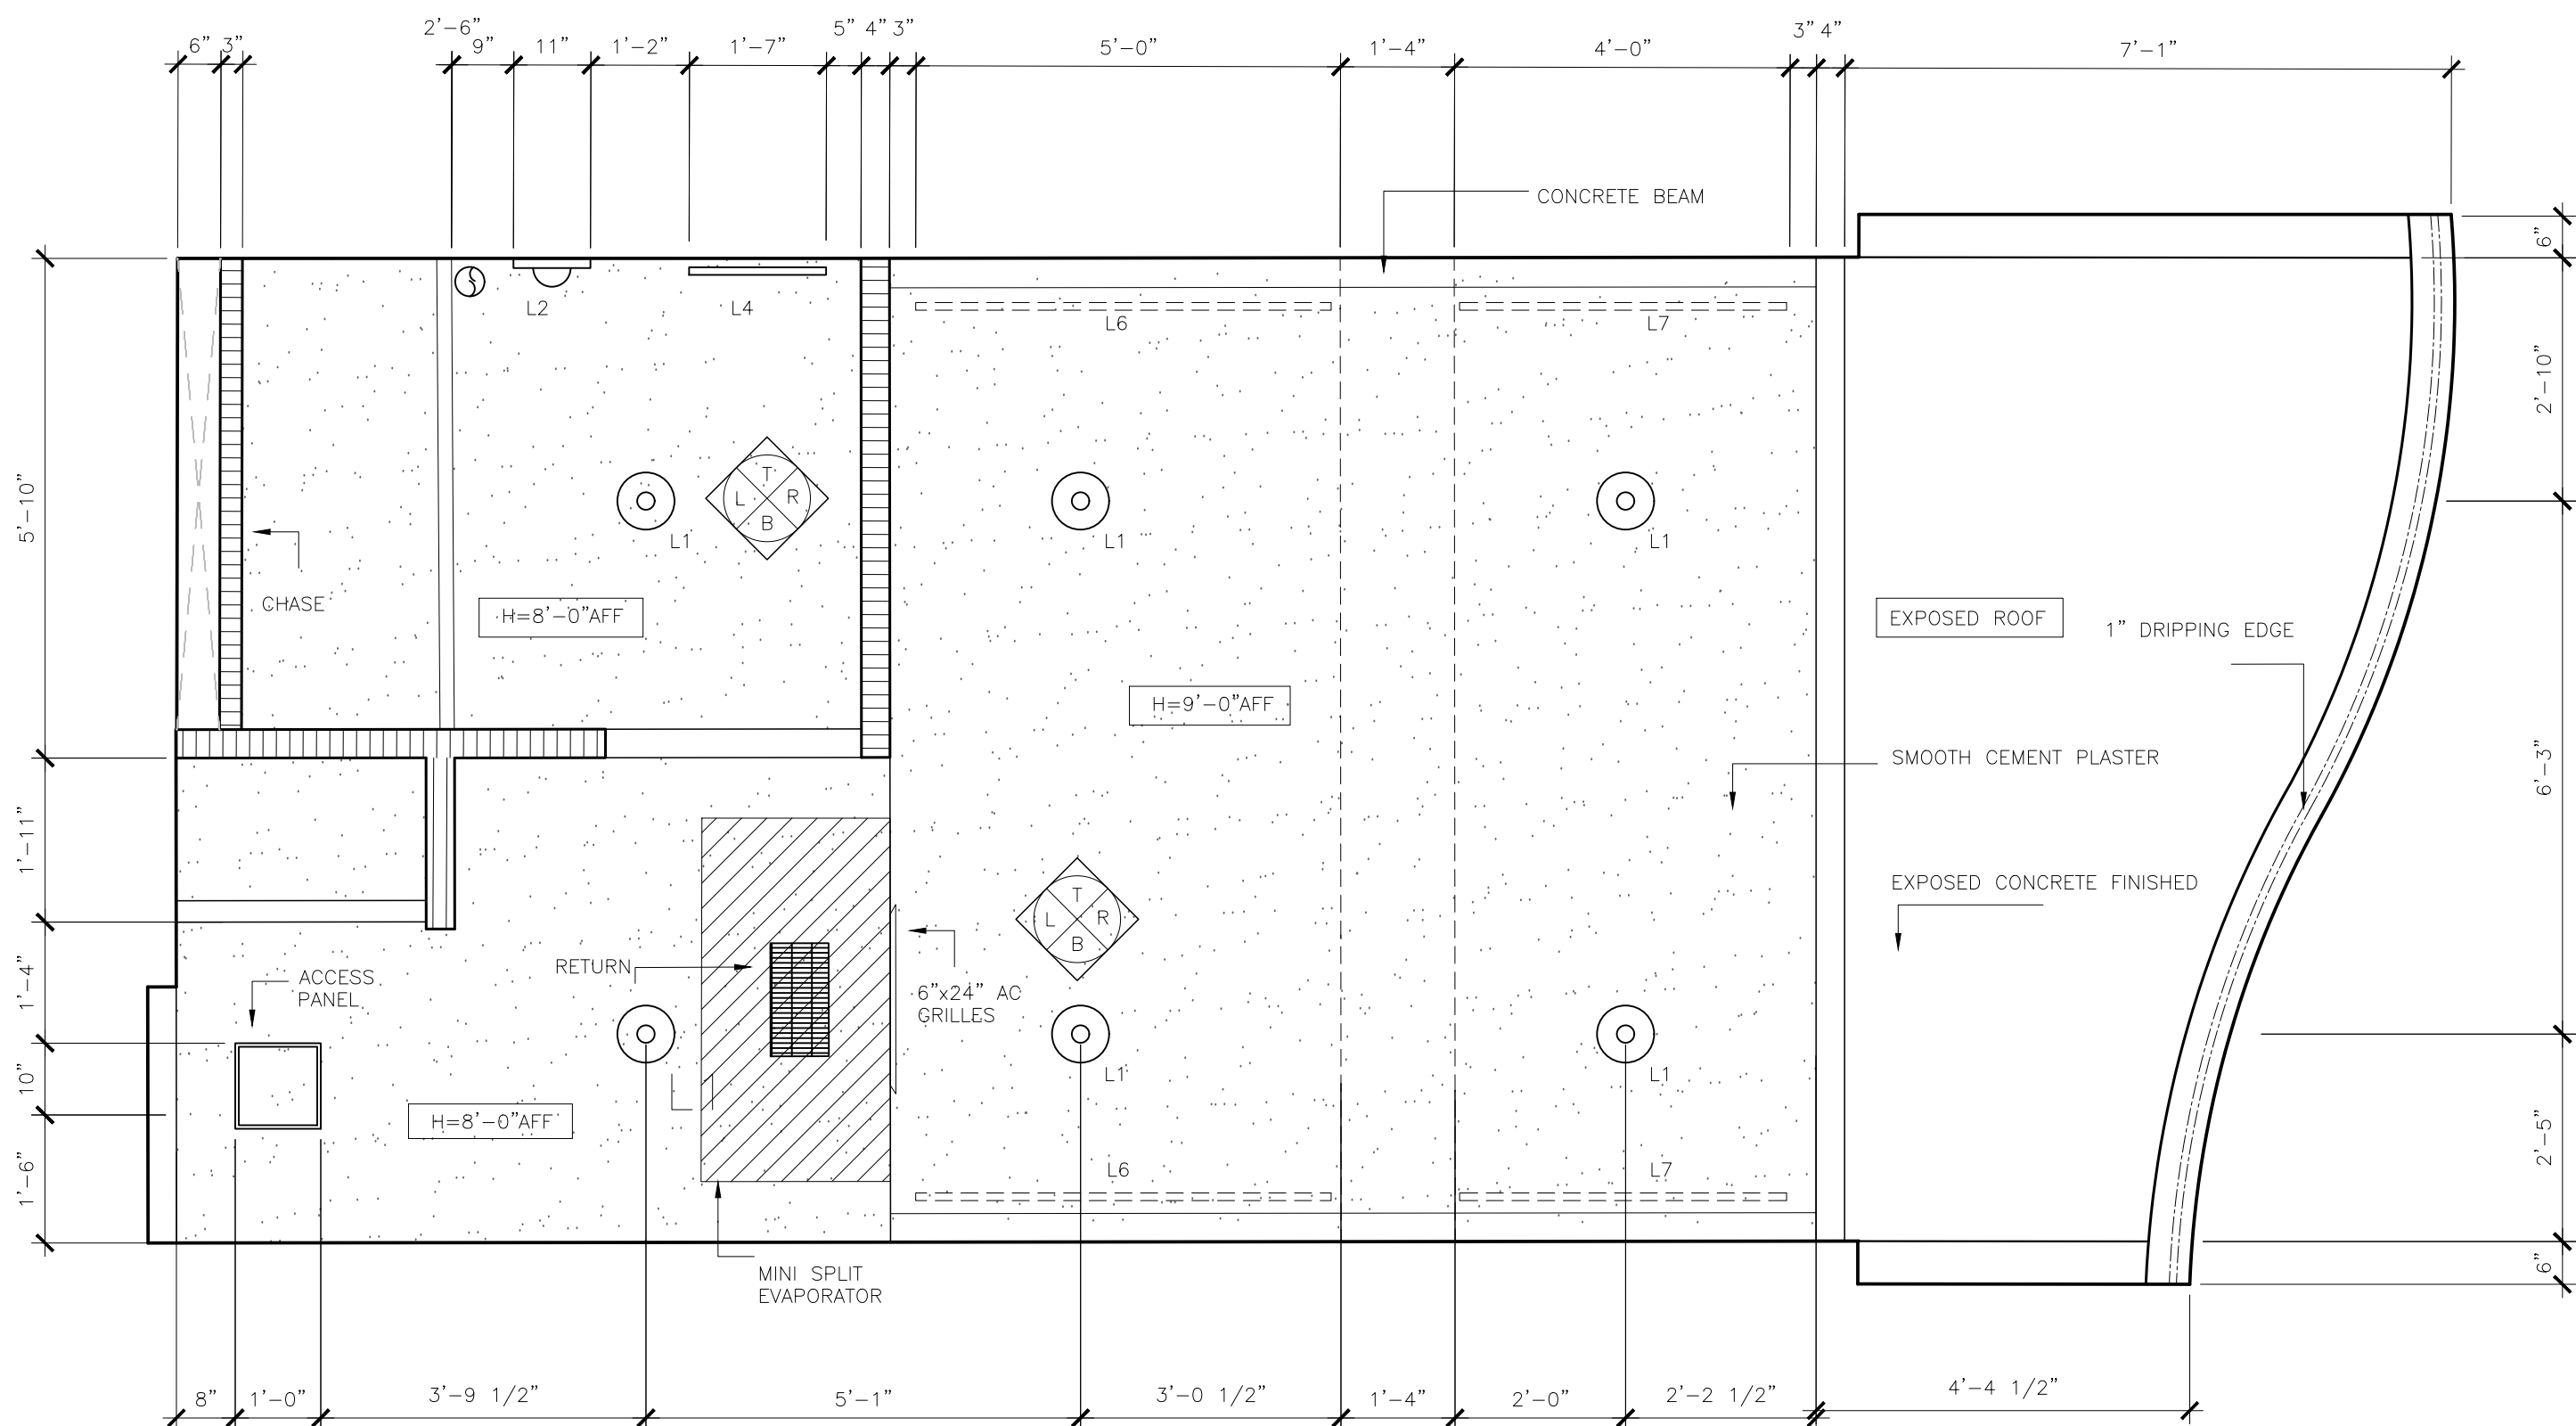 2'-6"
6" 3" 9" 11" 1'-2" 1'-7" 5" 4" 3" 5'-0" 1'-4" 4'-0" 3" 4" 7'-1"
CONCRETE BEAM
6"
L2 L4
L6 L7
2'-10"
T
L R
B
5'-10"
L1 L1 L1
CHASE
H=8'-0"AFF
EXPOSED ROOF
1" DRIPPING EDGE
H=9'-0"AFF
SMOOTH CEMENT PLASTER
6'-3"
1'-11"
EXPOSED CONCRETE FINISHED
T
L R
B
RETURN
ACCESS
PANEL
1'-4"
6"x24" AC
GRILLES
L1 L1
10"
H=8'-0"AFF
2'-5"
L6 L7
1'-6"
6"
MINI SPLIT
EVAPORATOR
8" 1'-0" 3'-9 1/2" 5'-1" 3'-0 1/2" 1'-4" 2'-0" 2'-2 1/2" 4'-4 1/2"